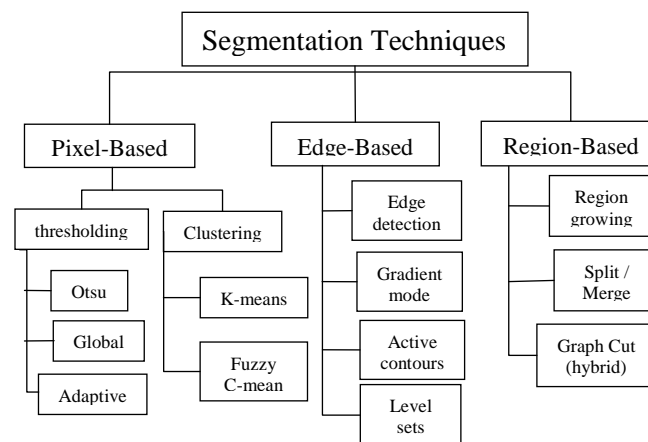 Segmentation Techniques
Pixel-Based
Edge-Based
Region-Based
thresholding
Clustering
Otsu
Global
Adaptive
K-means
Fuzzy
C-mean
Edge
detection
Gradient
mode
Active
contours
Level
sets
Region
growing
Split /
Merge
Graph Cut
(hybrid)